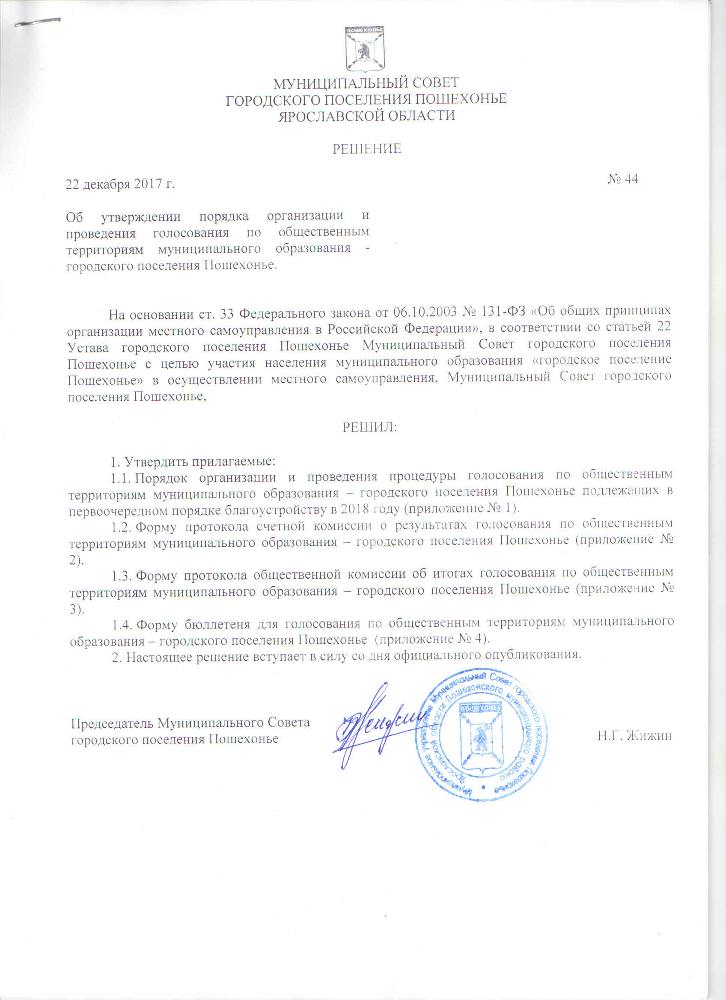 ПОШЕХОНЬЕ
МУНИЦИПАЛЬНЫЙ СОВЕТ
ГОРОДСКОГО ПОСЕЛЕНИЯ ПОШЕХОНЬЕ
ЯРОСЛАВСКОЙ ОБЛАСТИ
РЕШЕНИЕ
22 декабря 2017 г.
№ 44
Об утверждении порядка организации и
проведения голосования по общественным
территориям муниципального образования -
городского поселения Пошехонье.
На основании ст. 33 Федерального закона от 06.10.2003 № 131-ФЗ «Об общих принципах
организации местного самоуправления в Российской Федерации», в соответствии со статьей 22
Устава городского поселения Пошехонье Муниципальный Совет городского поселения
Пошехонье с целью участия населения муниципального образования «городское поселение
Пошехонье» в осуществлении местного самоуправления, Муниципальный Совет городского
поселения Пошехонье,
РЕШИЛ:
1. Утвердить прилагаемые:
1.1. Порядок организации и проведения процедуры голосования по общественным
территориям муниципального образования – городского поселения Пошехонье подлежащих в
первоочередном порядке благоустройству в 2018 году (приложение № 1).
1.2. Форму протокола счетной комиссии о результатах голосования по общественным
территориям муниципального образования – городского поселения Пошехонье (приложение №
2).
1.3. Форму протокола общественной комиссии об итогах голосования по общественным
территориям муниципального образования – городского поселения Пошехонье (приложение №
3).
1.4. Форму бюллетеня для голосования по общественным территориям муниципального
образования – городского поселения Пошехонье (приложение № 4).
2. Настоящее решение вступает в силу со дня официального опубликования.
Председатель Муниципального Совета
городского поселения Пошехонье
Н.Г. Жижин
Муниципальное учреждение Муниципальный Совет городского поселения Пошехонье
Ярославской области Пошехонского муниципального района
ПОШЕХОНЬЕ